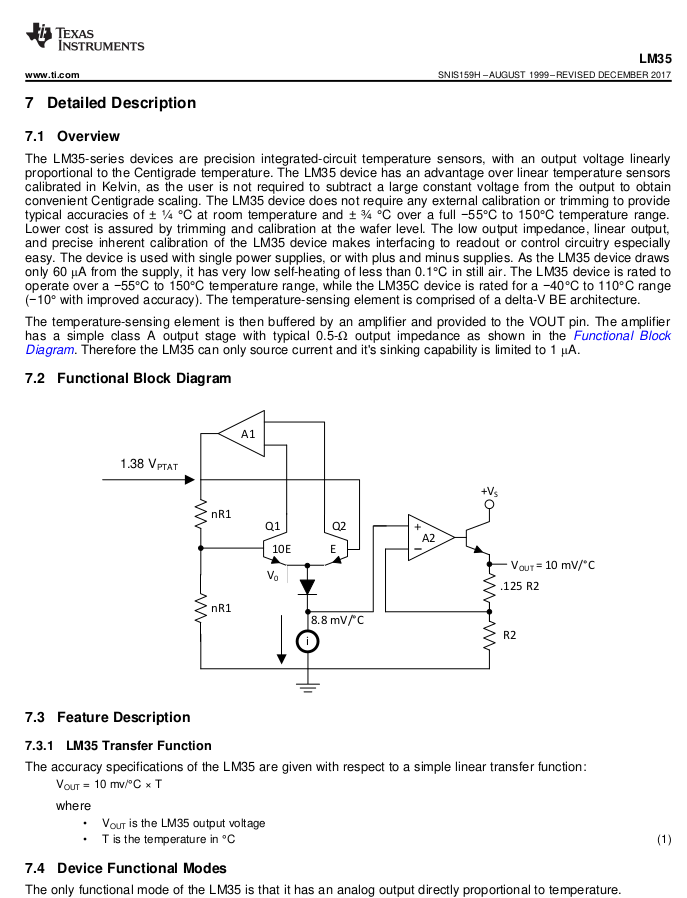 TEXAS
INSTRUMENTS
LM35
www.ti.com
SNIS159H –AUGUST 1999–REVISED DECEMBER 2017
7 Detailed Description
7.1 Overview
The LM35-series devices are precision integrated-circuit temperature sensors, with an output voltage linearly
proportional to the Centigrade temperature. The LM35 device has an advantage over linear temperature sensors
calibrated in Kelvin, as the user is not required to subtract a large constant voltage from the output to obtain
convenient Centigrade scaling. The LM35 device does not require any external calibration or trimming to provide
typical accuracies of ± ¼ °C at room temperature and ± ¾ °C over a full −55°C to 150°C temperature range.
Lower cost is assured by trimming and calibration at the wafer level. The low output impedance, linear output,
and precise inherent calibration of the LM35 device makes interfacing to readout or control circuitry especially
easy. The device is used with single power supplies, or with plus and minus supplies. As the LM35 device draws
only 60 μA from the supply, it has very low self-heating of less than 0.1°C in still air. The LM35 device is rated to
operate over a −55°C to 150°C temperature range, while the LM35C device is rated for a −40°C to 110°C range
(−10° with improved accuracy). The temperature-sensing element is comprised of a delta-V BE architecture.
The temperature-sensing element is then buffered by an amplifier and provided to the VOUT pin. The amplifier
has a simple class A output stage with typical 0.5-Ω output impedance as shown in the Functional Block
Diagram. Therefore the LM35 can only source current and it's sinking capability is limited to 1 μA.
7.2 Functional Block Diagram
A1
1.38 VPTAT
+VS
nR1
Q1
Q2
+
A2
10E
E
−
VOUT = 10 mV/°C
V0
.125 R2
nR1
8.8 mV/°C
i
R2
7.3 Feature Description
7.3.1 LM35 Transfer Function
The accuracy specifications of the LM35 are given with respect to a simple linear transfer function:
VOUT = 10 mv/°C × T
where
• VOUT is the LM35 output voltage
• T is the temperature in °C (1)
7.4 Device Functional Modes
The only functional mode of the LM35 is that it has an analog output directly proportional to temperature.